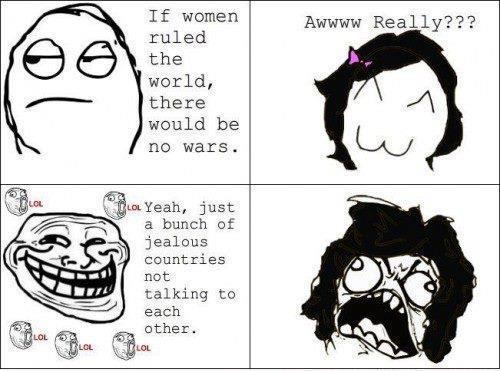 If women
ruled
the
world,
there
would be
no wars.
Awwww Really???
LOL
LOL
Yeah, just
a bunch of
jealous
countries
not
talking to
each
other.
LOL
LOL
LOL